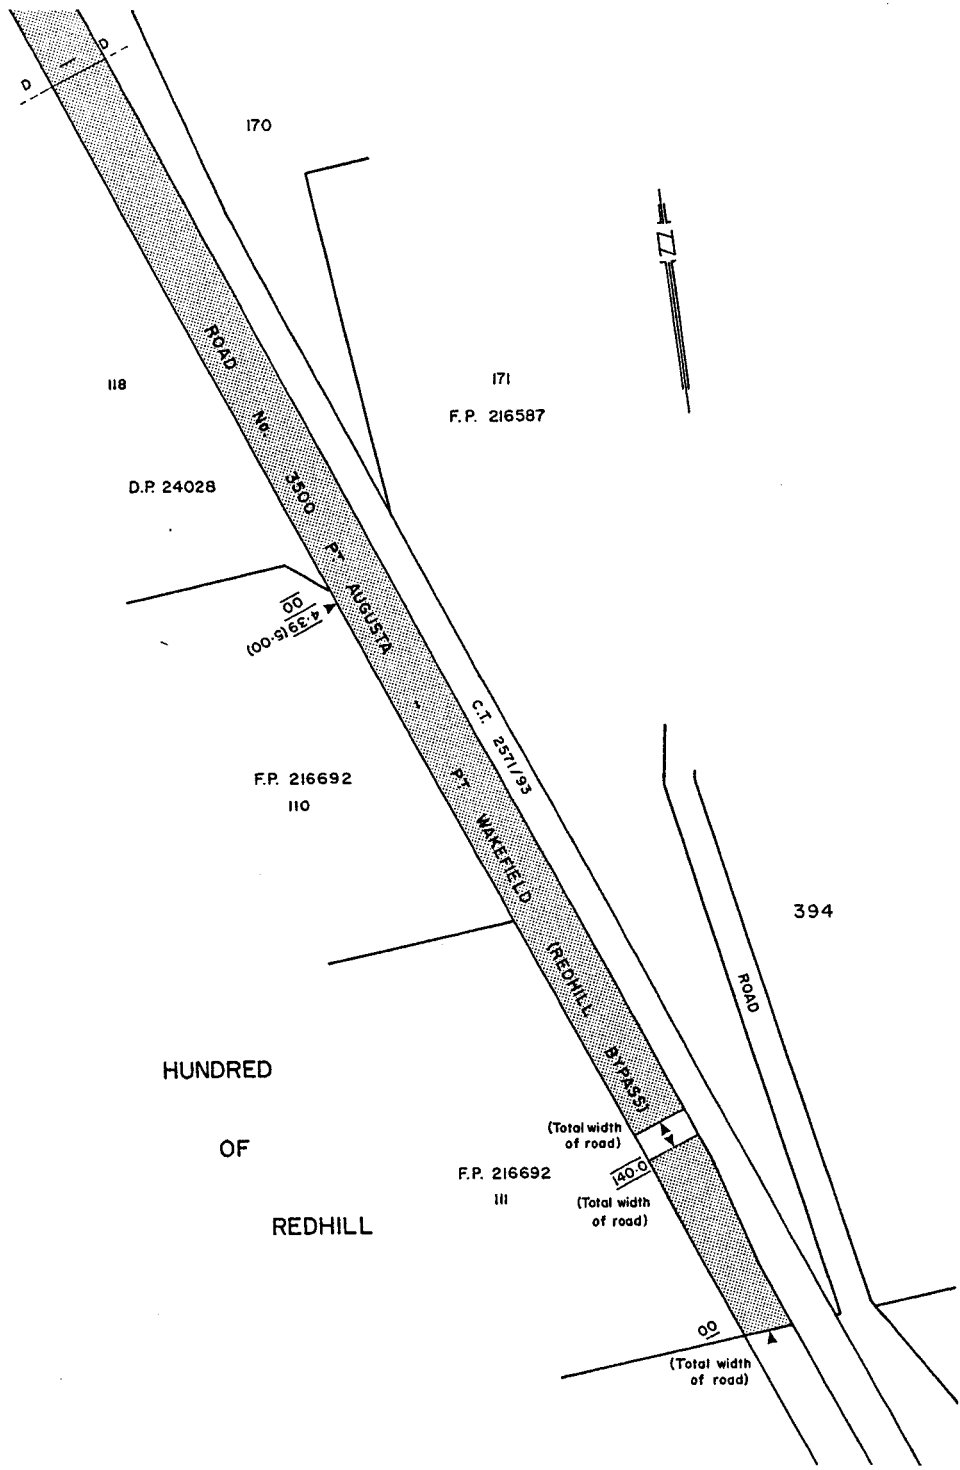 D
D
170
Z
ROAD No. 3500 PT. AUGUSTA - PT. WAKEFIELD (REDHILL BYPASS)
118
171
F.P. 216587
D.P. 24028
00
4·39(5·00)
C.T. 2571/93
F.P. 216692
110
394
ROAD
HUNDRED
OF
REDHILL
(Total width
of road)
F.P. 216692
111
140·0
(Total width
of road)
00
(Total width
of road)